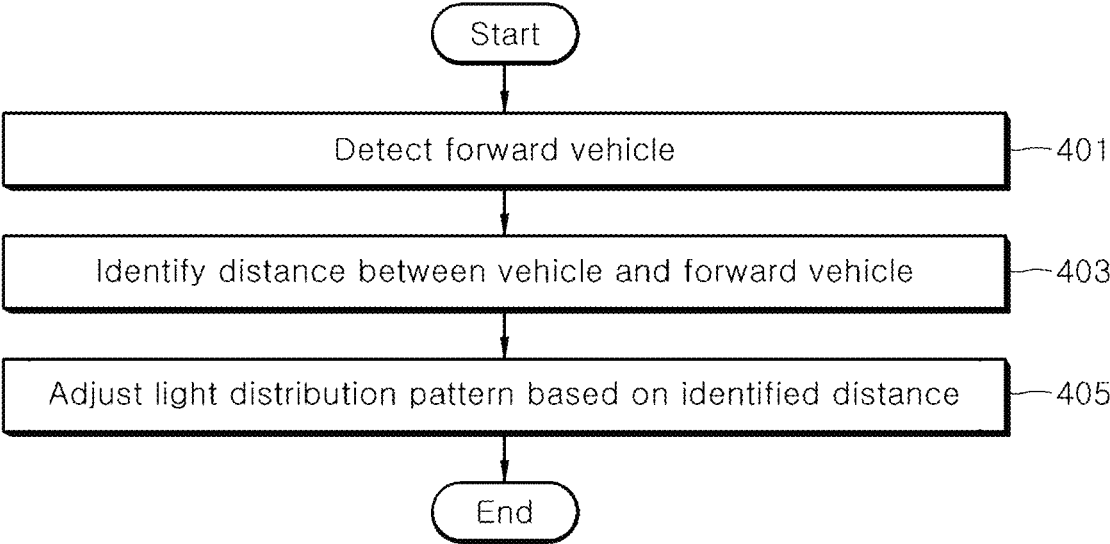 Start
Detect forward vehicle
401
Identify distance between vehicle and forward vehicle
403
Adjust light distribution pattern based on identified distance
405
End